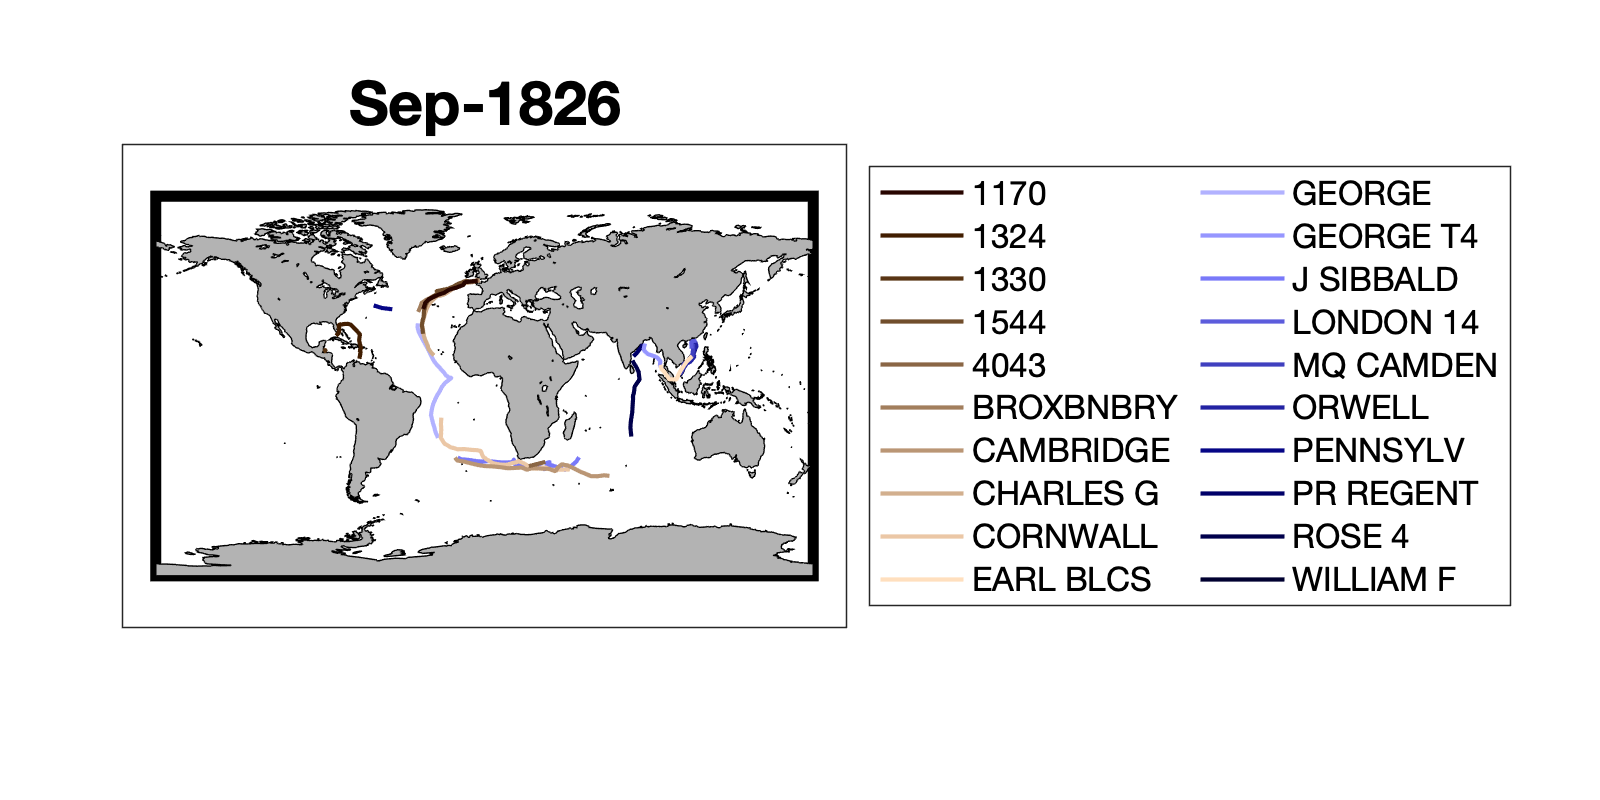 Sep-1826
1170
1324
1330
1544
4043
BROXBNBRY
CAMBRIDGE
CHARLES G
CORNWALL
EARL BLCS
GEORGE
GEORGE T4
J SIBBALD
LONDON 14
MQ CAMDEN
ORWELL
PENNSYLV
PR REGENT
ROSE 4
WILLIAM F